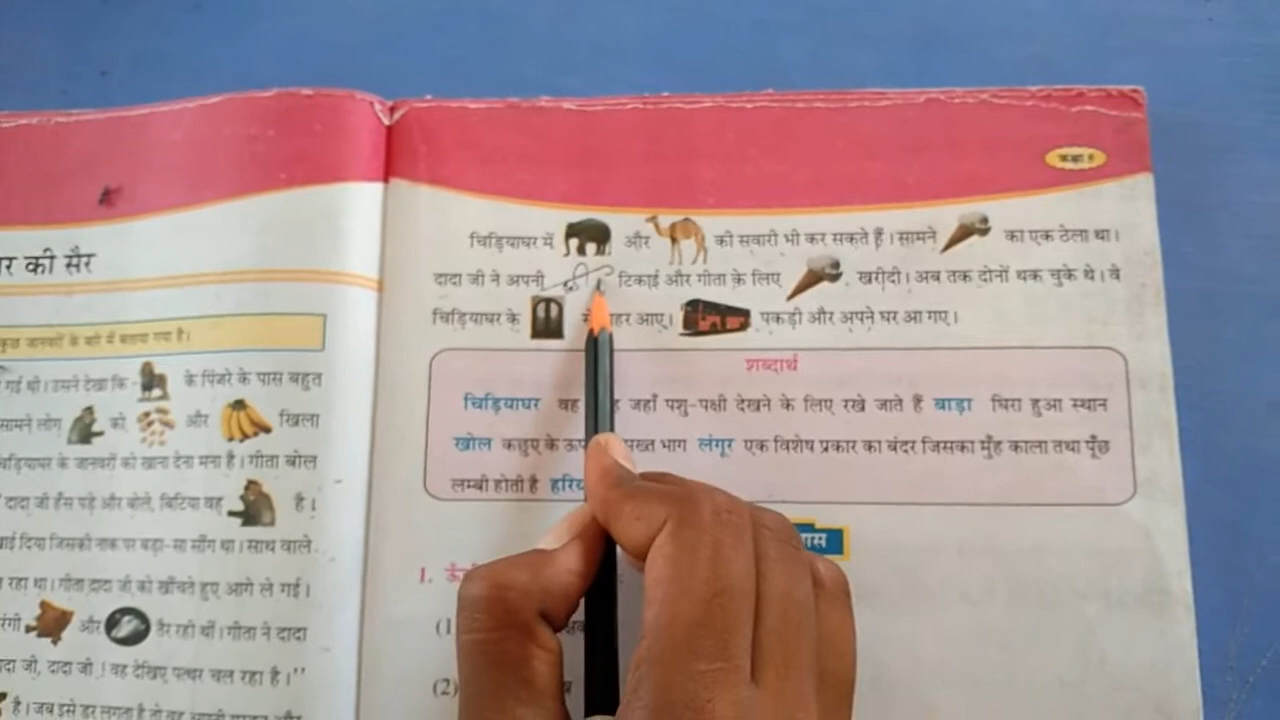 र की सैर
कुछ जानवरों के बारे में बताया गया है।
गई थी। उसने देखा कि के पिंजरे के पास बहुत
सामने लोग को, और खिला
चिड़ियाघर के जानवरों को खाना देना मना है। गीता बोल
दादा जी हँस पड़े और बोले, बिटिया वह है।
दिया जिसकी नाक पर बड़ा-सा सींग था। साथ वाले
रहा था। गीता दादा जी को खींचते हुए आगे ले गई।
रंगी और तैर रही थीं। गीता ने दादा
दादा जी, दादा जी ! वह देखिए पत्थर चल रहा है।''
है। जब इसे डर लगता है तो वह अपनी
कक्षा
चिड़ियाघर में और की सवारी भी कर सकते हैं। सामने का एक ठेला था।
दादा जी ने अपनी टिकाई और गीता के लिए खरीदी। अब तक दोनों थक चुके थे। वे
चिड़ियाघर के हर आए। पकड़ी और अपने घर आ गए।
शब्दार्थ
चिड़ियाघर वह जहाँ पशु-पक्षी देखने के लिए रखे जाते हैं बाड़ा घिरा हुआ स्थान
खोल कछुए के ऊप सख्त भाग लंगूर एक विशेष प्रकार का बंदर जिसका मुँह काला तथा पूँछ
लम्बी होती है हरिय
ास
1.
(1
(2)